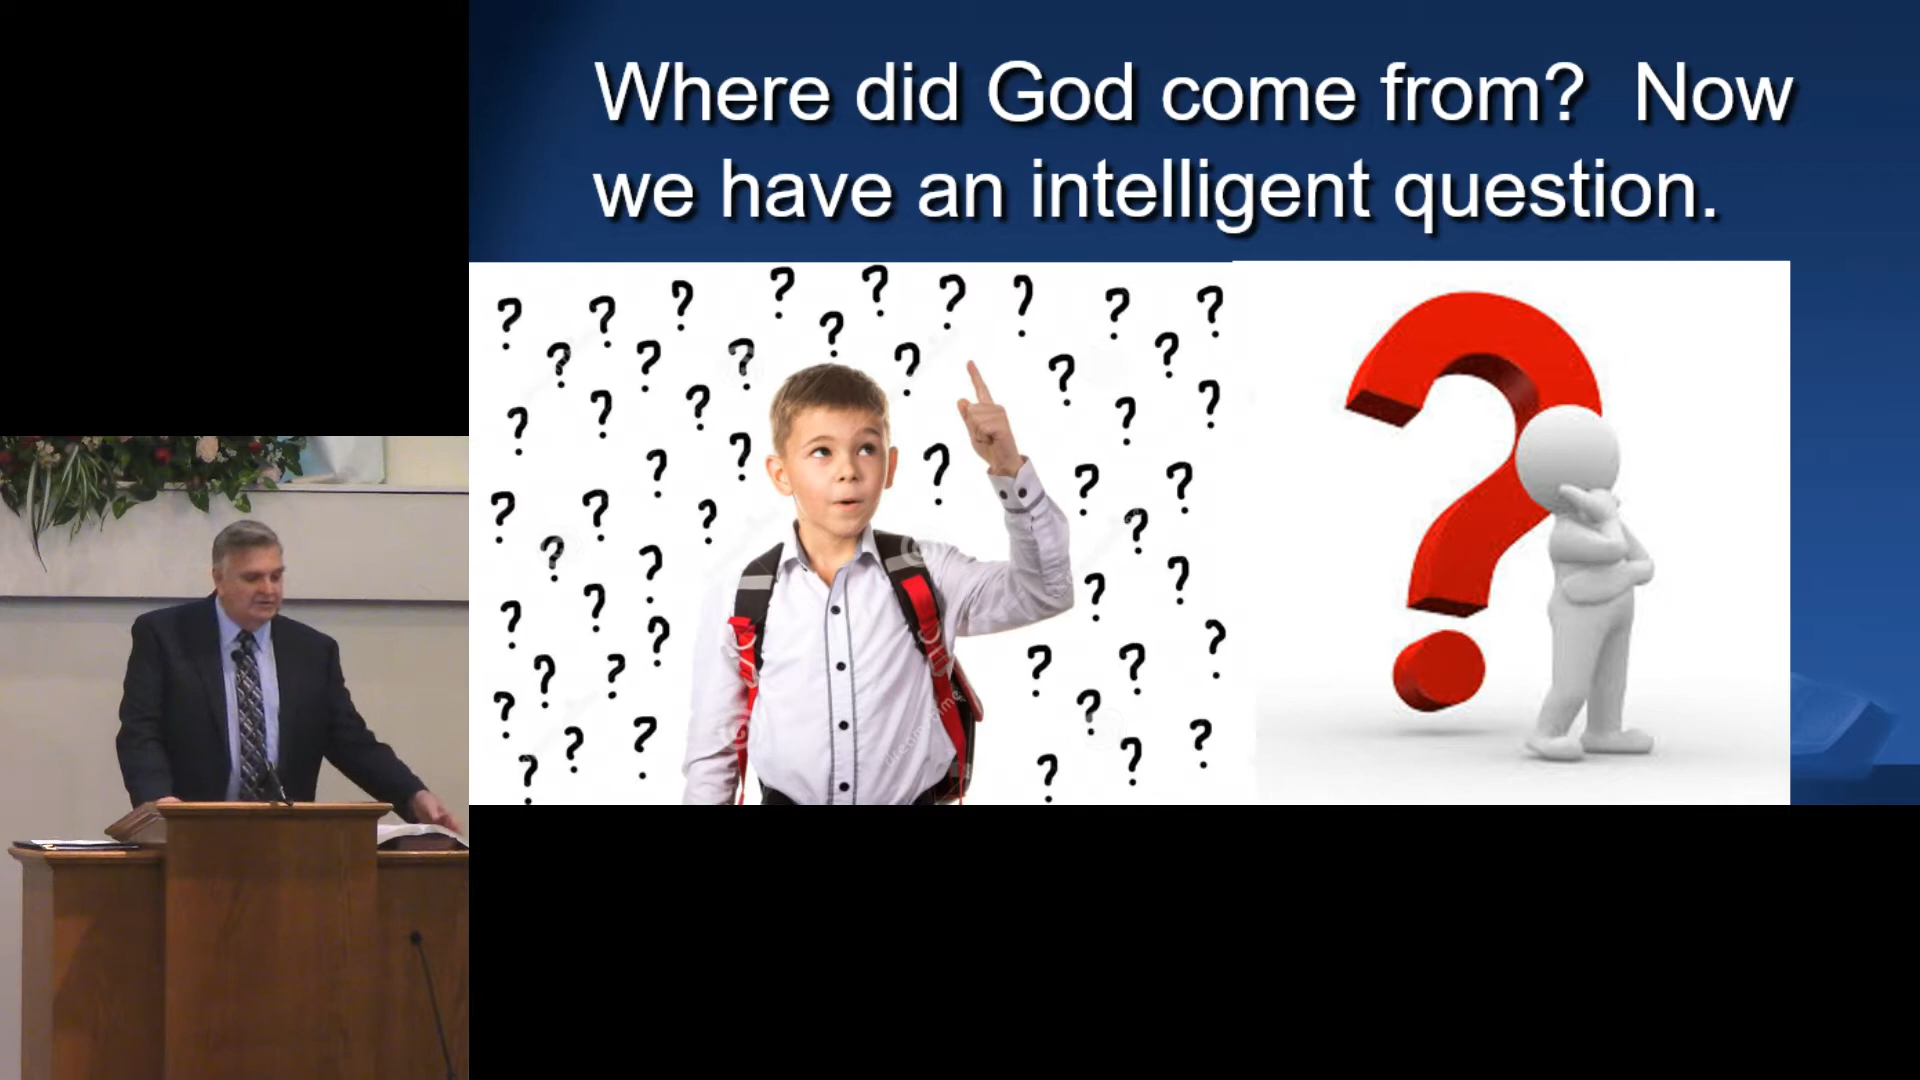 Where did God come from?  Now
we have an intelligent question.